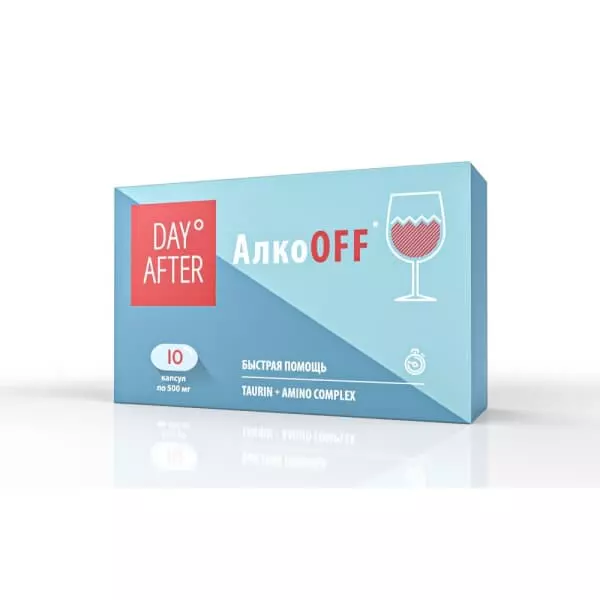 DAY°
AFTER
АлкоOFF®
10
капсул
по 500 мг
БЫСТРАЯ ПОМОЩЬ
TAURIN + AMINO COMPLEX